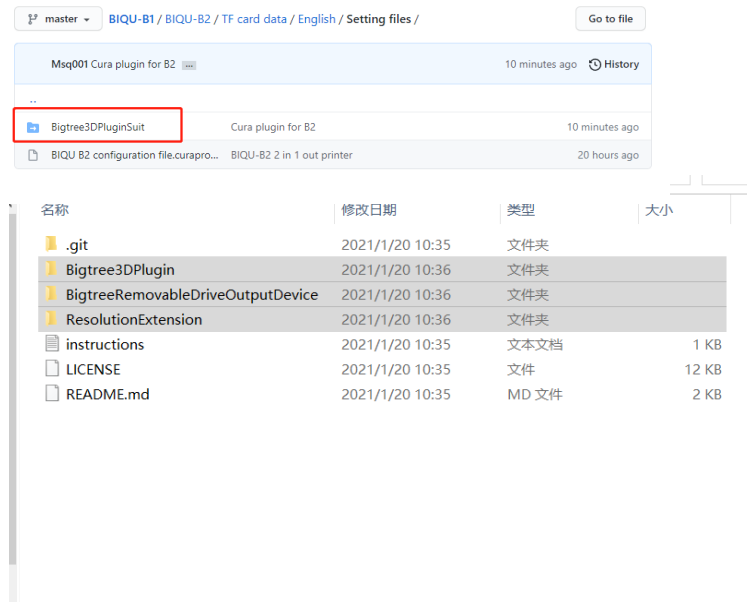 master BIQU-B1 / BIQU-B2 / TF card data / English / Setting files / Go to file
Msq001 Cura plugin for B2 ... 10 minutes ago History
..
Bigtree3DPluginSuit Cura plugin for B2 10 minutes ago
BIQU B2 configuration file.curapro... BIQU-B2 2 in 1 out printer 20 hours ago
名称 修改日期 类型 大小
.git 2021/1/20 10:35 文件夹
Bigtree3DPlugin 2021/1/20 10:36 文件夹
BigtreeRemovableDriveOutputDevice 2021/1/20 10:36 文件夹
ResolutionExtension 2021/1/20 10:36 文件夹
instructions 2021/1/20 10:35 文本文档 1 KB
LICENSE 2021/1/20 10:35 文件 12 KB
README.md 2021/1/20 10:35 MD 文件 2 KB